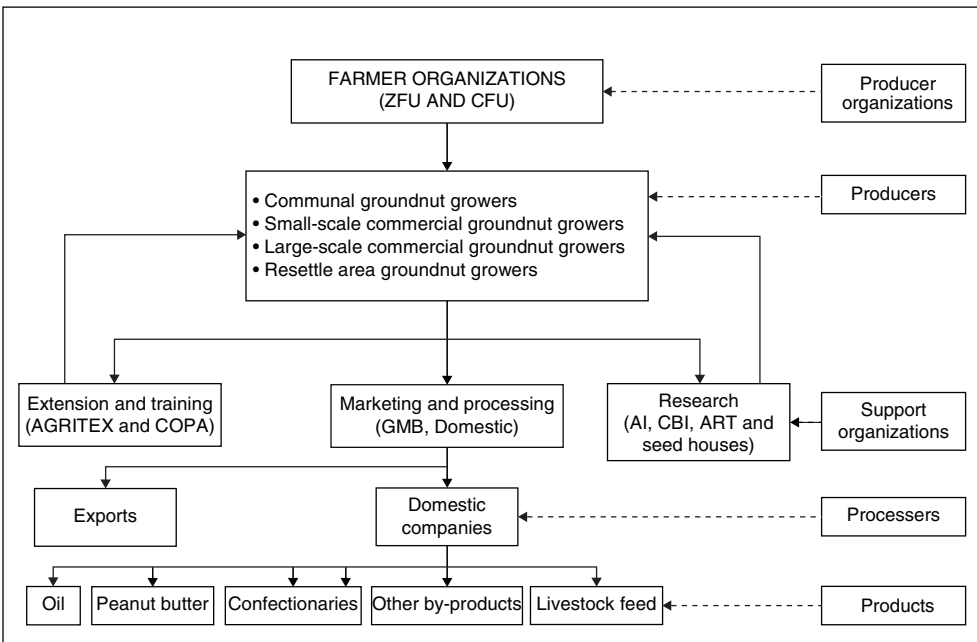 FARMER ORGANIZATIONS
(ZFU AND CFU)
Producer
organizations
• Communal groundnut growers
• Small-scale commercial groundnut growers
• Large-scale commercial groundnut growers
• Resettle area groundnut growers
Producers
Extension and training
(AGRITEX and COPA)
Marketing and processing
(GMB, Domestic)
Research
(AI, CBI, ART and
seed houses)
Support
organizations
Exports
Domestic
companies
Processers
Oil
Peanut butter
Confectionaries
Other by-products
Livestock feed
Products